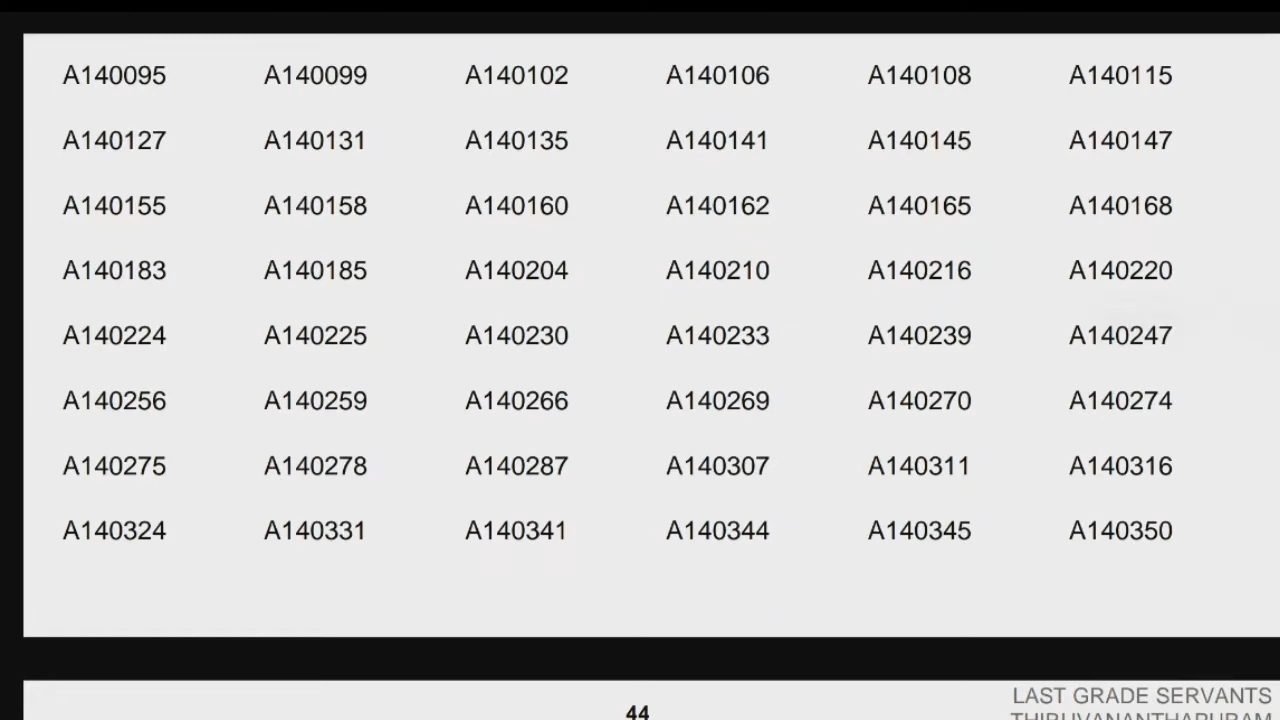 A140095 A140099 A140102 A140106 A140108 A140115
A140127 A140131 A140135 A140141 A140145 A140147
A140155 A140158 A140160 A140162 A140165 A140168
A140183 A140185 A140204 A140210 A140216 A140220
A140224 A140225 A140230 A140233 A140239 A140247
A140256 A140259 A140266 A140269 A140270 A140274
A140275 A140278 A140287 A140307 A140311 A140316
A140324 A140331 A140341 A140344 A140345 A140350
LAST GRADE SERVANTS
44 THIRUVANANTHAPURAM